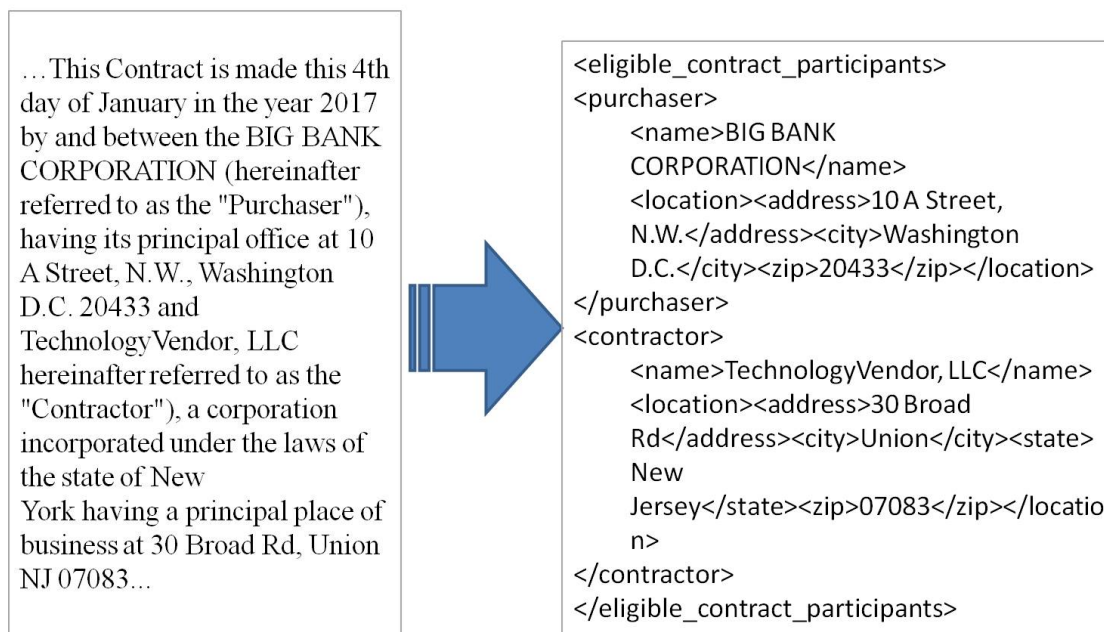 …This Contract is made this 4th
day of January in the year 2017
by and between the BIG BANK
CORPORATION (hereinafter
referred to as the "Purchaser"),
having its principal office at 10
A Street, N.W., Washington
D.C. 20433 and
TechnologyVendor, LLC
hereinafter referred to as the
"Contractor"), a corporation
incorporated under the laws of
the state of New
York having a principal place of
business at 30 Broad Rd, Union
NJ 07083...
<eligible_contract_participants>
<purchaser>
<name>BIG BANK
CORPORATION</name>
<location><address>10 A Street,
N.W.</address><city>Washington
D.C.</city><zip>20433</zip></location>
</purchaser>
<contractor>
<name>TechnologyVendor, LLC</name>
<location><address>30 Broad
Rd</address><city>Union</city><state>
New
Jersey</state><zip>07083</zip></locatio
n>
</contractor>
</eligible_contract_participants>